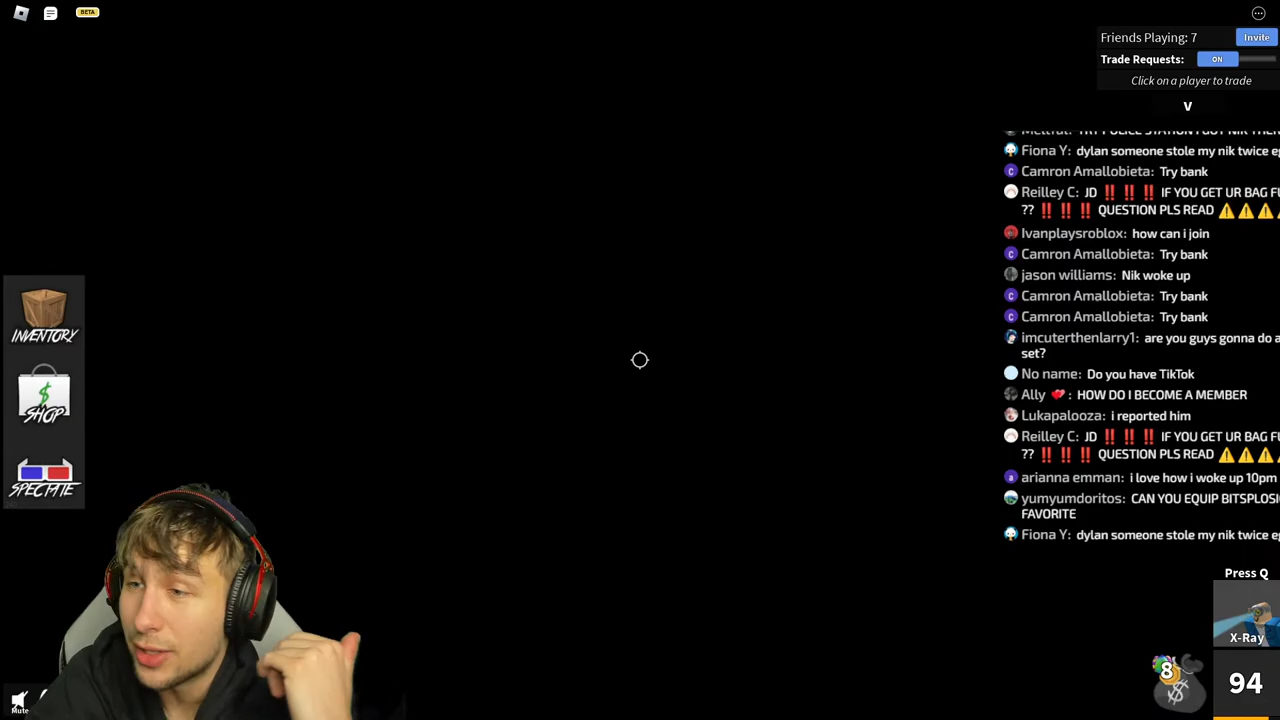 BETA
Friends Playing: 7
Invite
Trade Requests:
ON
Click on a player to trade
v
Fiona Y: dylan someone stole my nik twice
Camron Amallobieta: Try bank
Reilley C: JD ‼️ ‼️ ‼️ IF YOU GET UR BAG
?? ‼️ ‼️ ‼️ QUESTION PLS READ ⚠️ ⚠️ ⚠️
Ivanplaysroblox: how can i join
Camron Amallobieta: Try bank
jason williams: Nik woke up
Camron Amallobieta: Try bank
Camron Amallobieta: Try bank
imcuterthenlarry1: are you guys gonna do a
set?
No name: Do you have TikTok
Ally 💘: HOW DO I BECOME A MEMBER
Lukapalooza: i reported him
Reilley C: JD ‼️ ‼️ ‼️ IF YOU GET UR BAG
?? ‼️ ‼️ ‼️ QUESTION PLS READ ⚠️ ⚠️ ⚠️
arianna emman: i love how i woke up 10pm
yumyumdoritos: CAN YOU EQUIP BITSPLOSI
FAVORITE
Fiona Y: dylan someone stole my nik twice
INVENTORY
SHOP
SPECTATE
Press Q
X-Ray
8
94
Mute